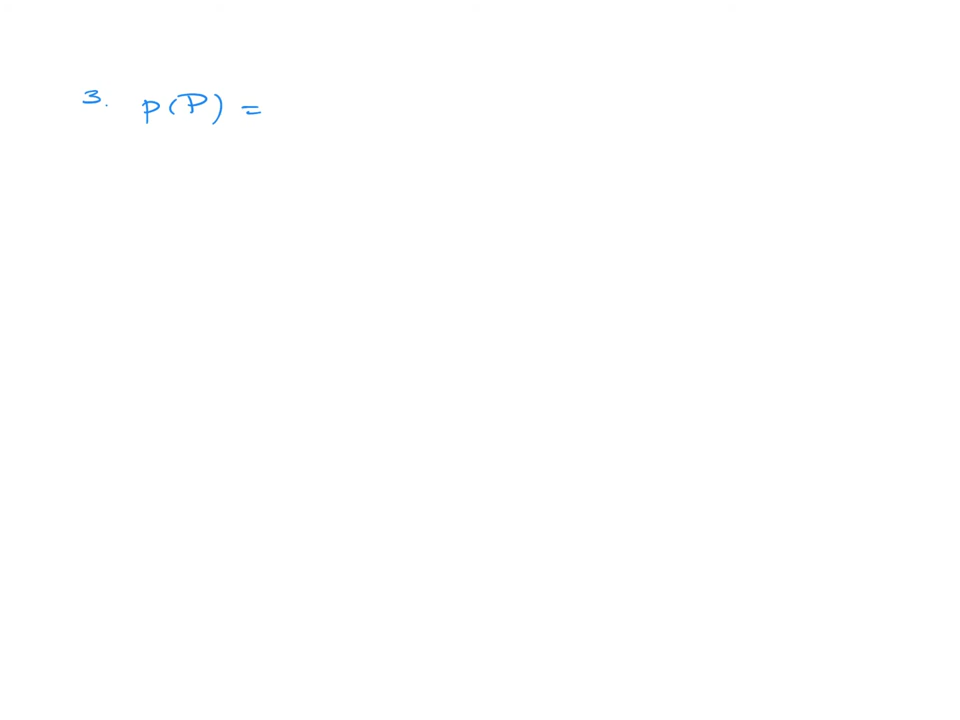 3. p(P) =